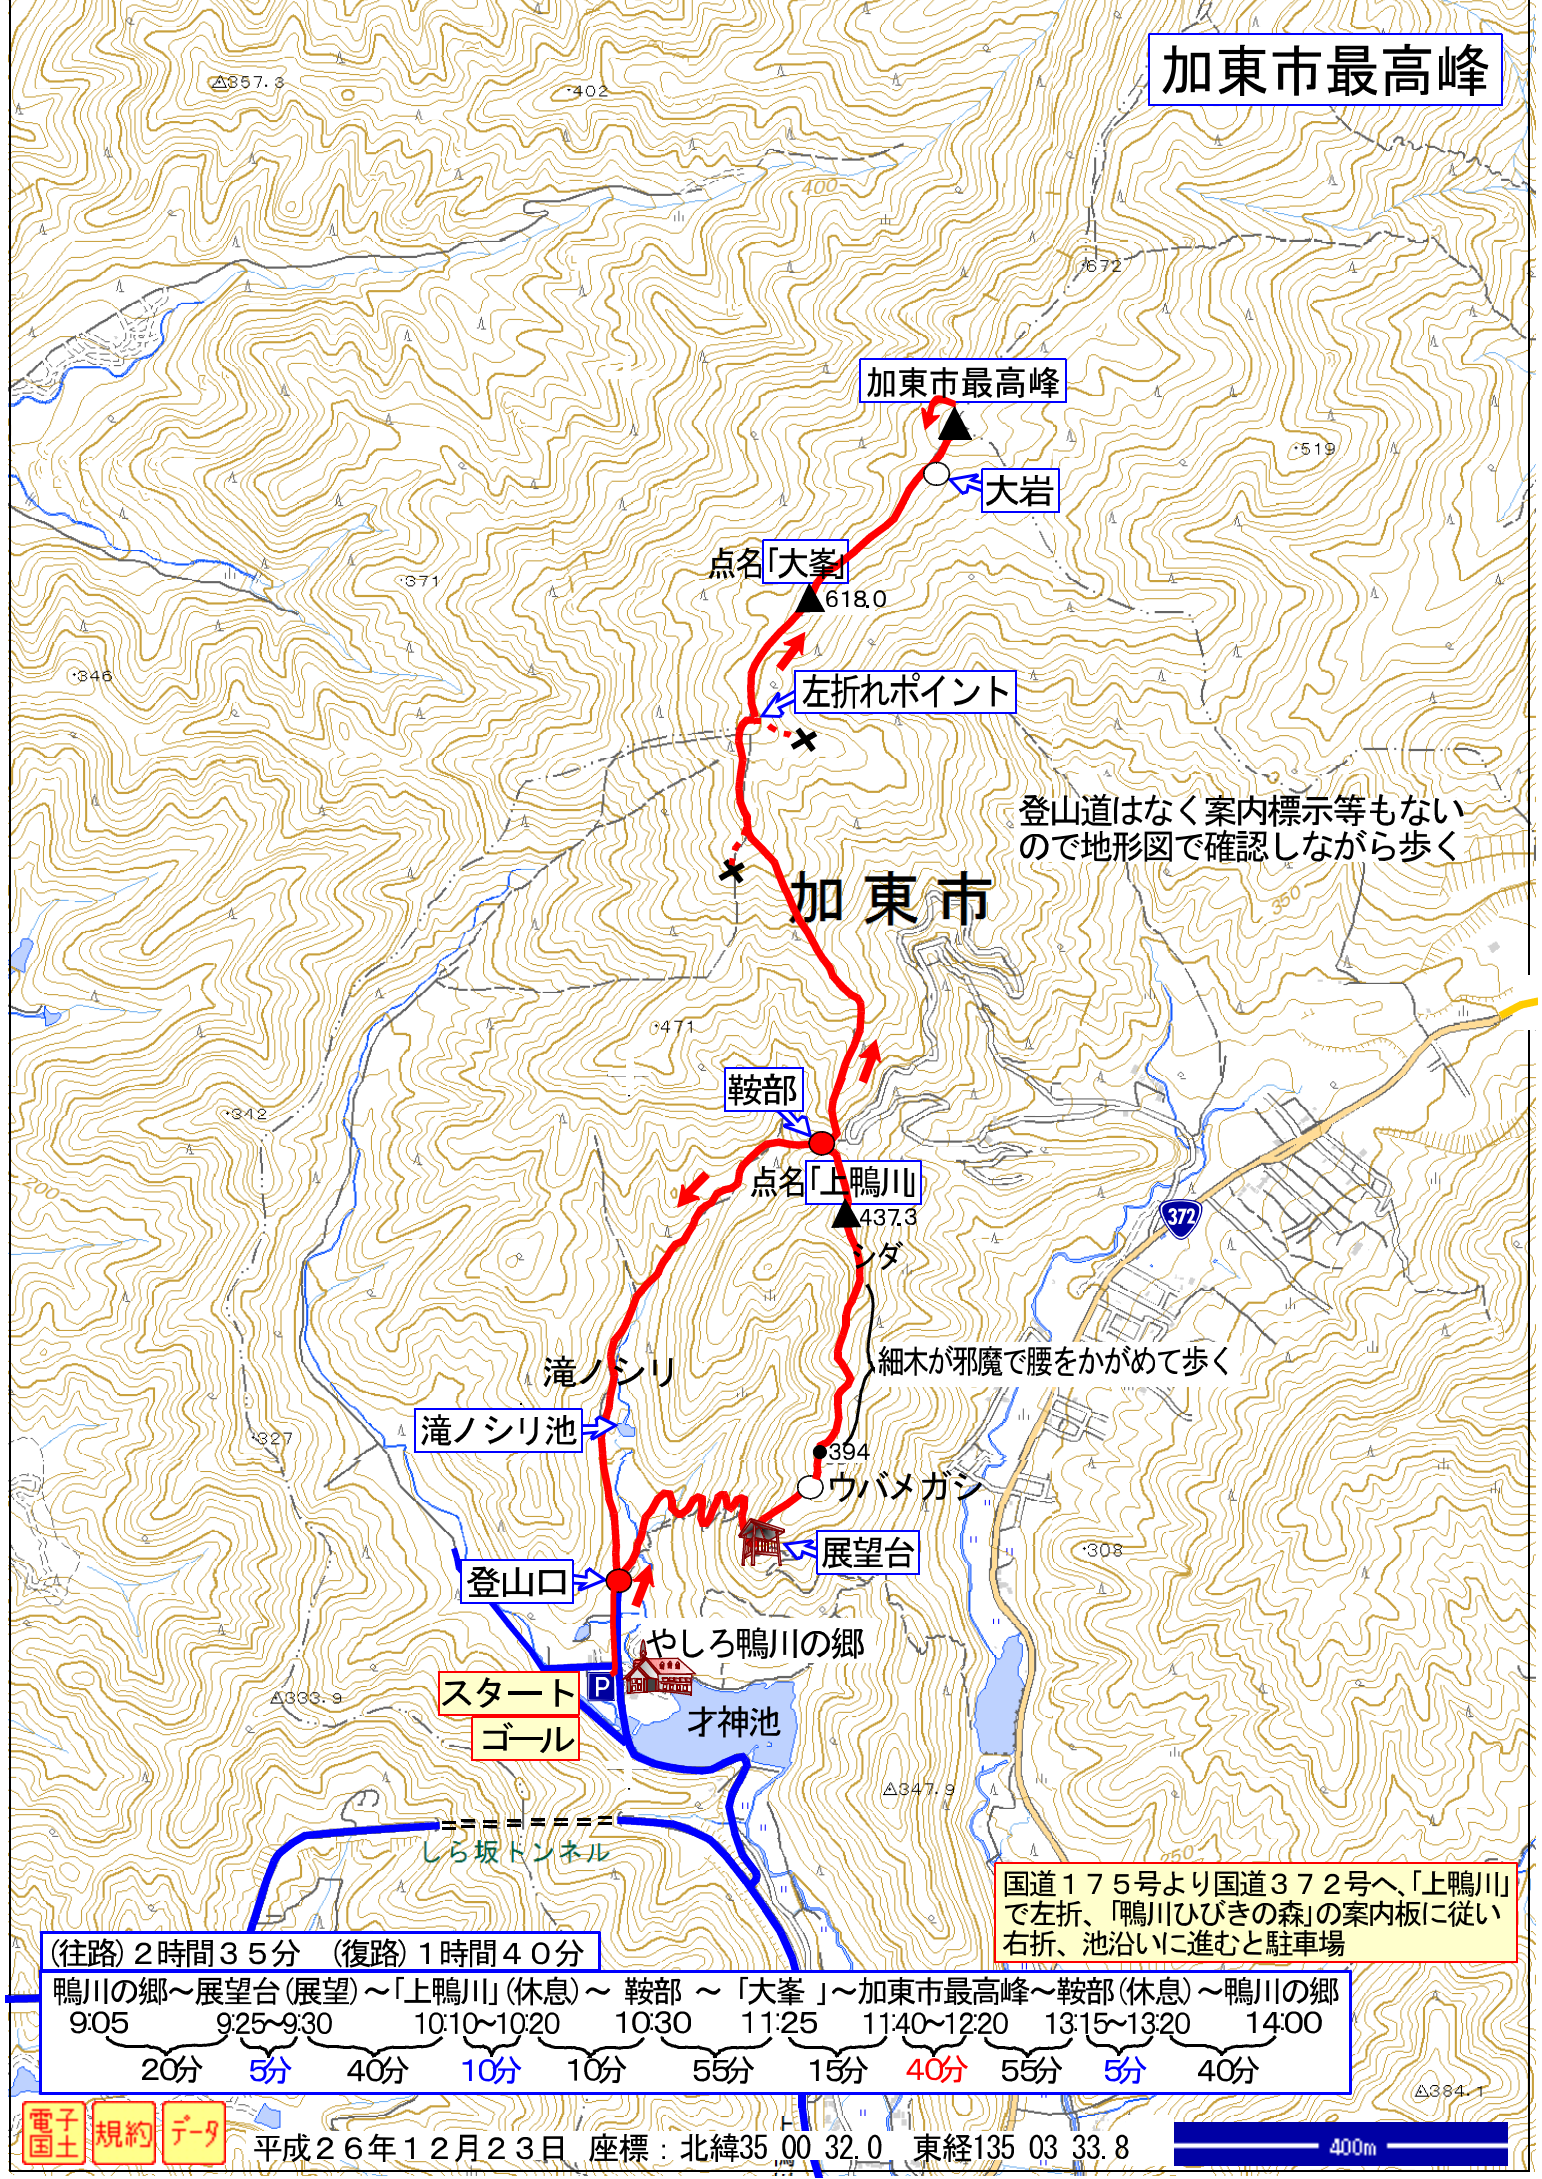 加東市最高峰
357.3
402
400
672
加東市最高峰
519
大岩
点名「大峯」
618.0
371
346
左折れポイント
登山道はなく案内標示等もない
ので地形図で確認しながら歩く
加東市
350
471
鞍部
342
点名「上鴨川」
437.3
372
200
シダ
細木が邪魔で腰をかがめて歩く
滝ノシリ
滝ノシリ池
327
394
ウバメガシ
展望台
308
登山口
やしろ鴨川の郷
スタート
P
333.9
才神池
ゴール
347.9
しら坂トンネル
250
国道175号より国道372号へ、「上鴨川」
で左折、「鴨川ひびきの森」の案内板に従い
右折、池沿いに進むと駐車場
(往路)2時間35分 (復路)1時間40分
鴨川の郷～展望台(展望)～「上鴨川」(休息)～ 鞍部 ～ 「大峯 」～加東市最高峰～鞍部(休息)～鴨川の郷
9:05 9:25～9:30 10:10～10:20 10:30 11:25 11:40～12:20 13:15～13:20 14:00
20分 5分 40分 10分 10分 55分 15分 40分 55分 5分 40分
384.1
電子国土 規約 データ
平成26年12月23日 座標：北緯35 00 32.0 東経135 03 33.8
400m
上